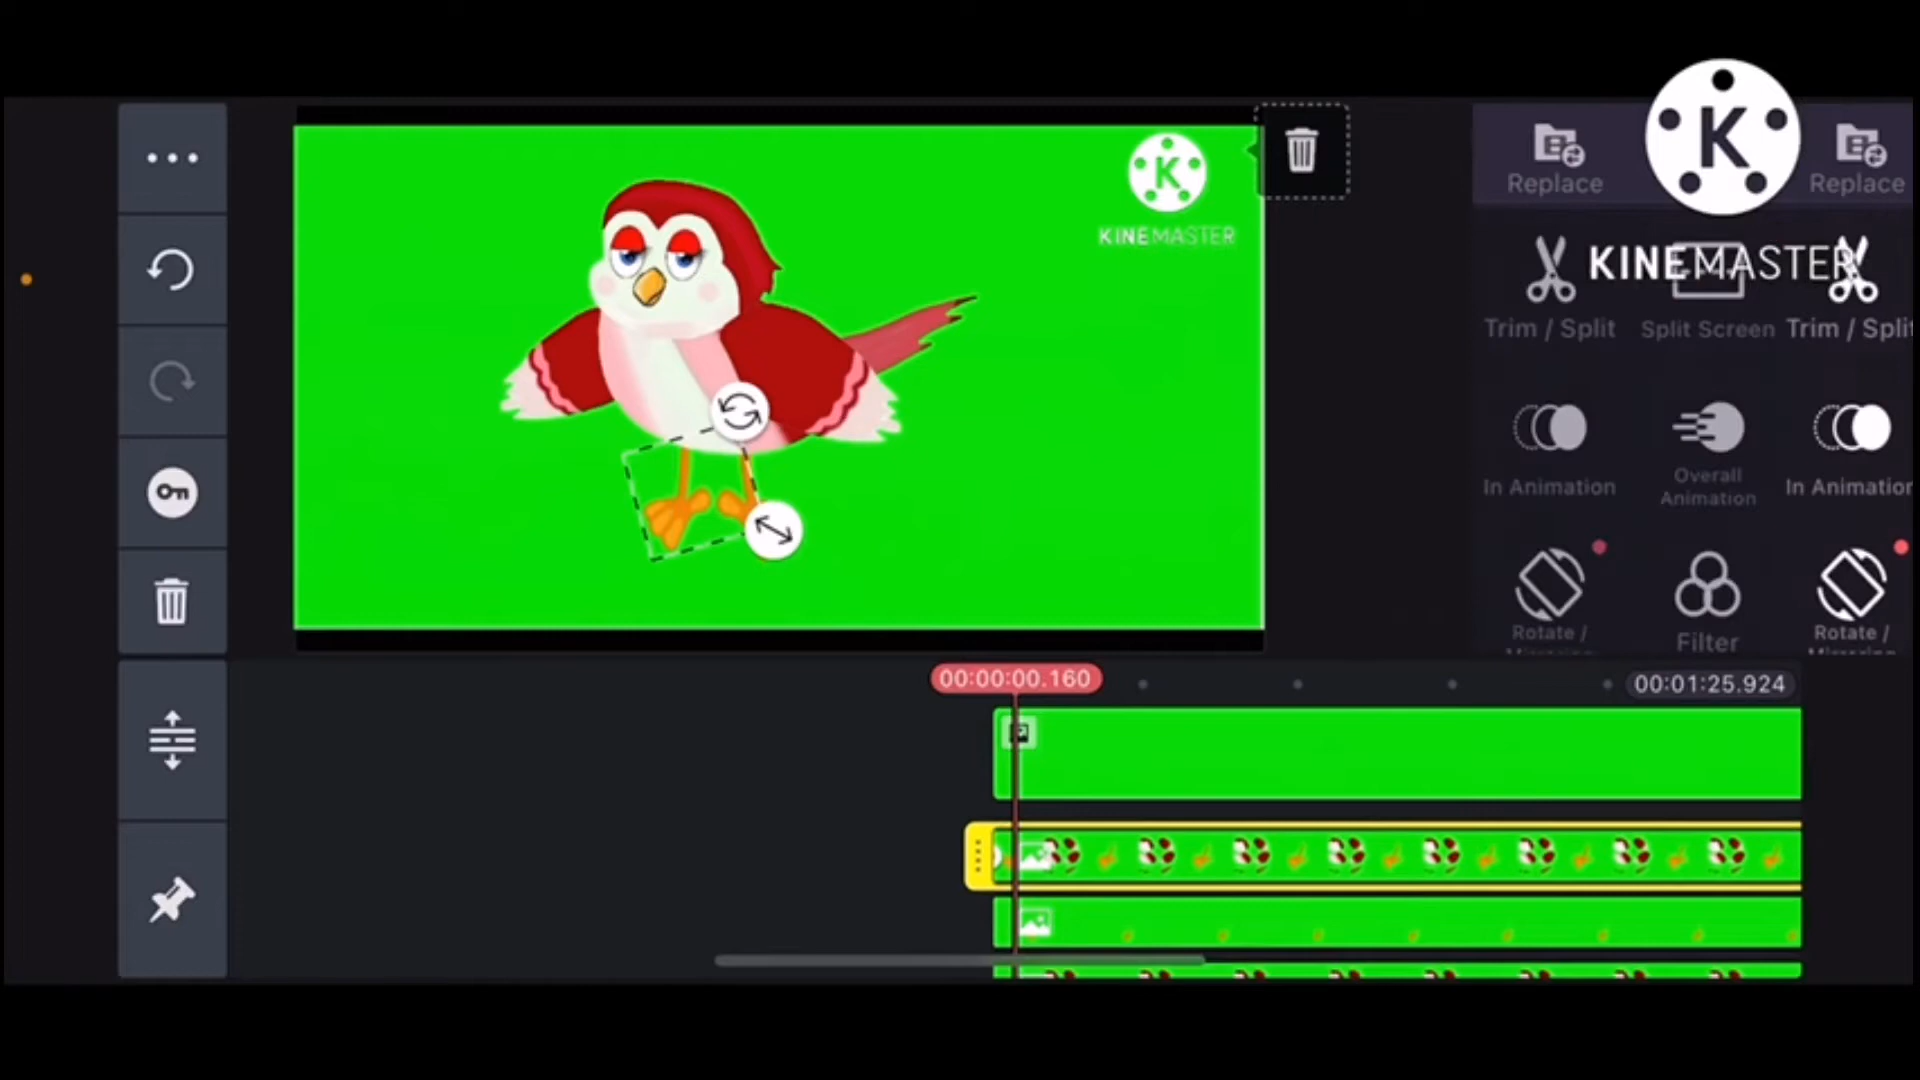 K
Replace
Replace
K
KINEMASTER
KINEMASTER
Trim / Split
Split Screen
Trim / Split
In Animation
Overall
Animation
In Animation
Rotate /
Filter
Rotate /
00:00:00.160
00:01:25.924